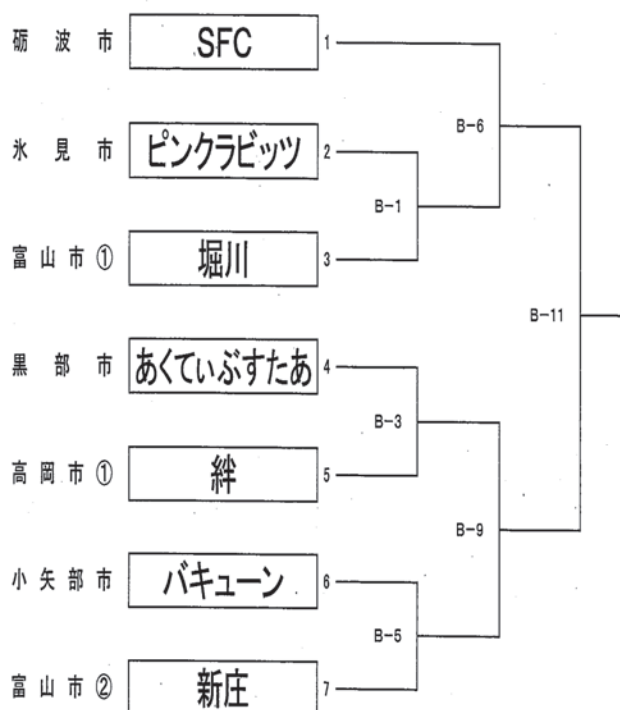 砺波市 SFC 1
B-6
氷見市 ピンクラビッツ 2
B-1
富山市① 堀川 3
B-11
黒部市 あくてぃぶすたあ 4
B-3
高岡市① 絆 5
B-9
小矢部市 バキューン 6
B-5
富山市② 新庄 7